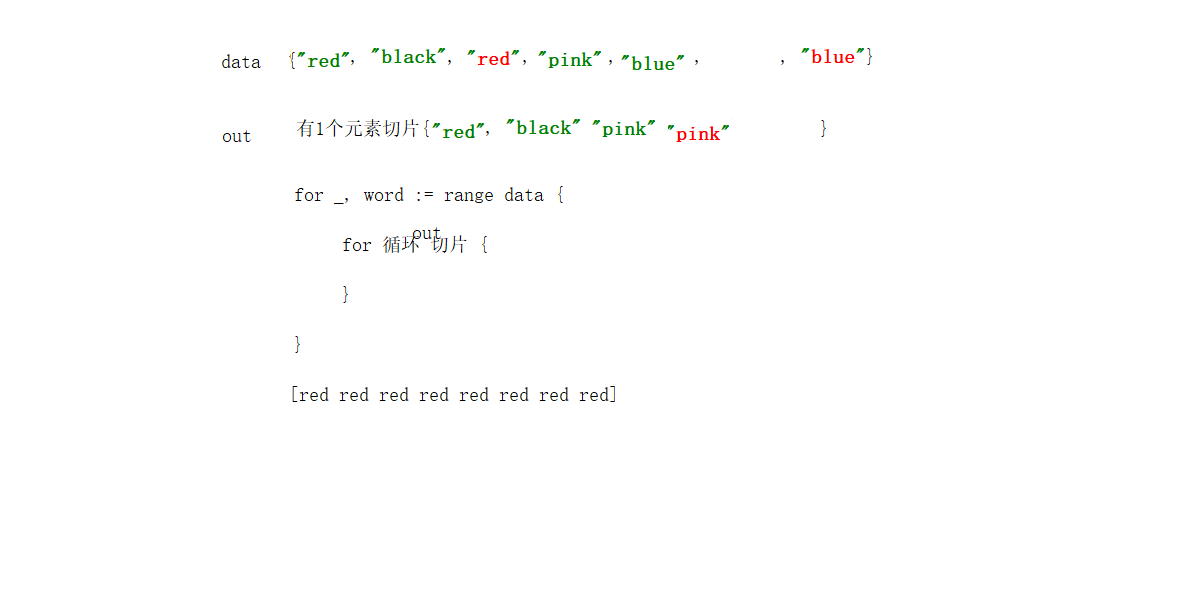 data {"red", "black", "red", "pink", "blue", , "blue"}
out 有1个元素切片{"red", "black" "pink" "pink" }
for _, word := range data {
out
for 循环 切片 {
}
}
[red red red red red red red red]